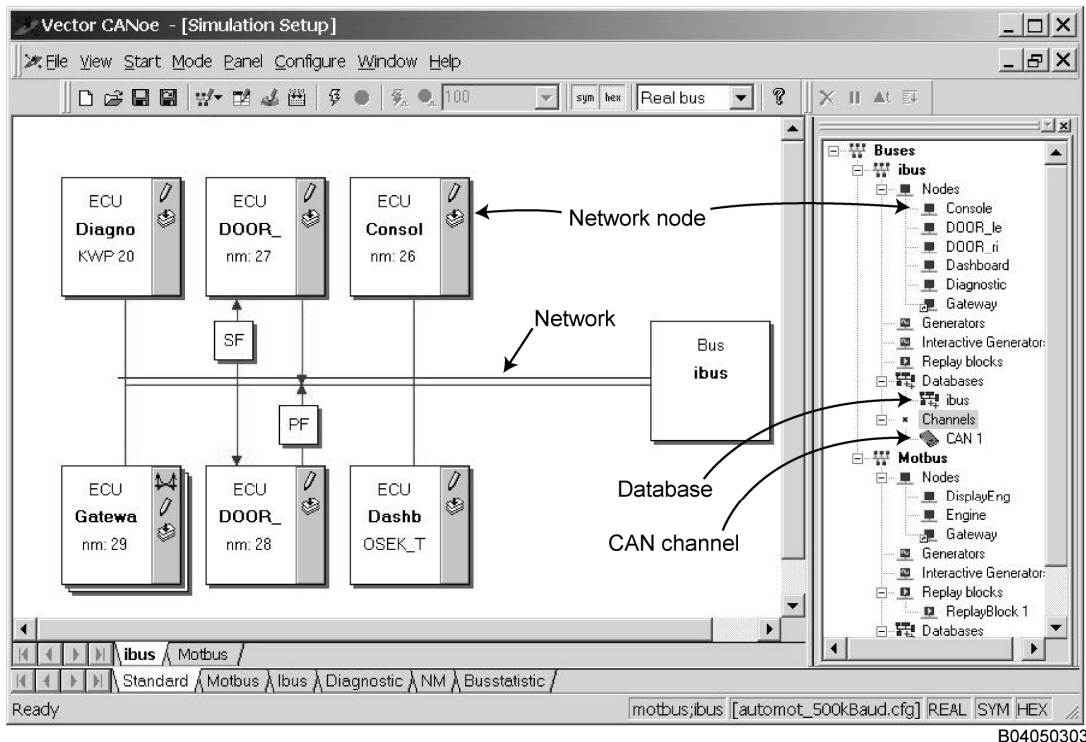 Vector CANoe - [Simulation Setup]
File View Start Mode Panel Configure Window Help
100 sym hex Real bus
ECU
Diagno
KWP 20
ECU
DOOR_
nm: 27
ECU
Consol
nm: 26
Network node
SF
Network
Bus
ibus
PF
Database
CAN channel
ECU
Gatewa
nm: 29
ECU
DOOR_
nm: 28
ECU
Dashb
OSEK_T
Buses
ibus
Nodes
Console
DOOR_le
DOOR_ri
Dashboard
Diagnostic
Gateway
Generators
Interactive Generator
Replay blocks
Databases
ibus
Channels
CAN 1
Motbus
Nodes
DisplayEng
Engine
Gateway
Generators
Interactive Generator
Replay blocks
ReplayBlock 1
Databases
ibus Motbus
Standard Motbus Ibus Diagnostic NM Busstatistic
Ready motbus;ibus [automot_500kBaud.cfg] REAL SYM HEX
B04050303